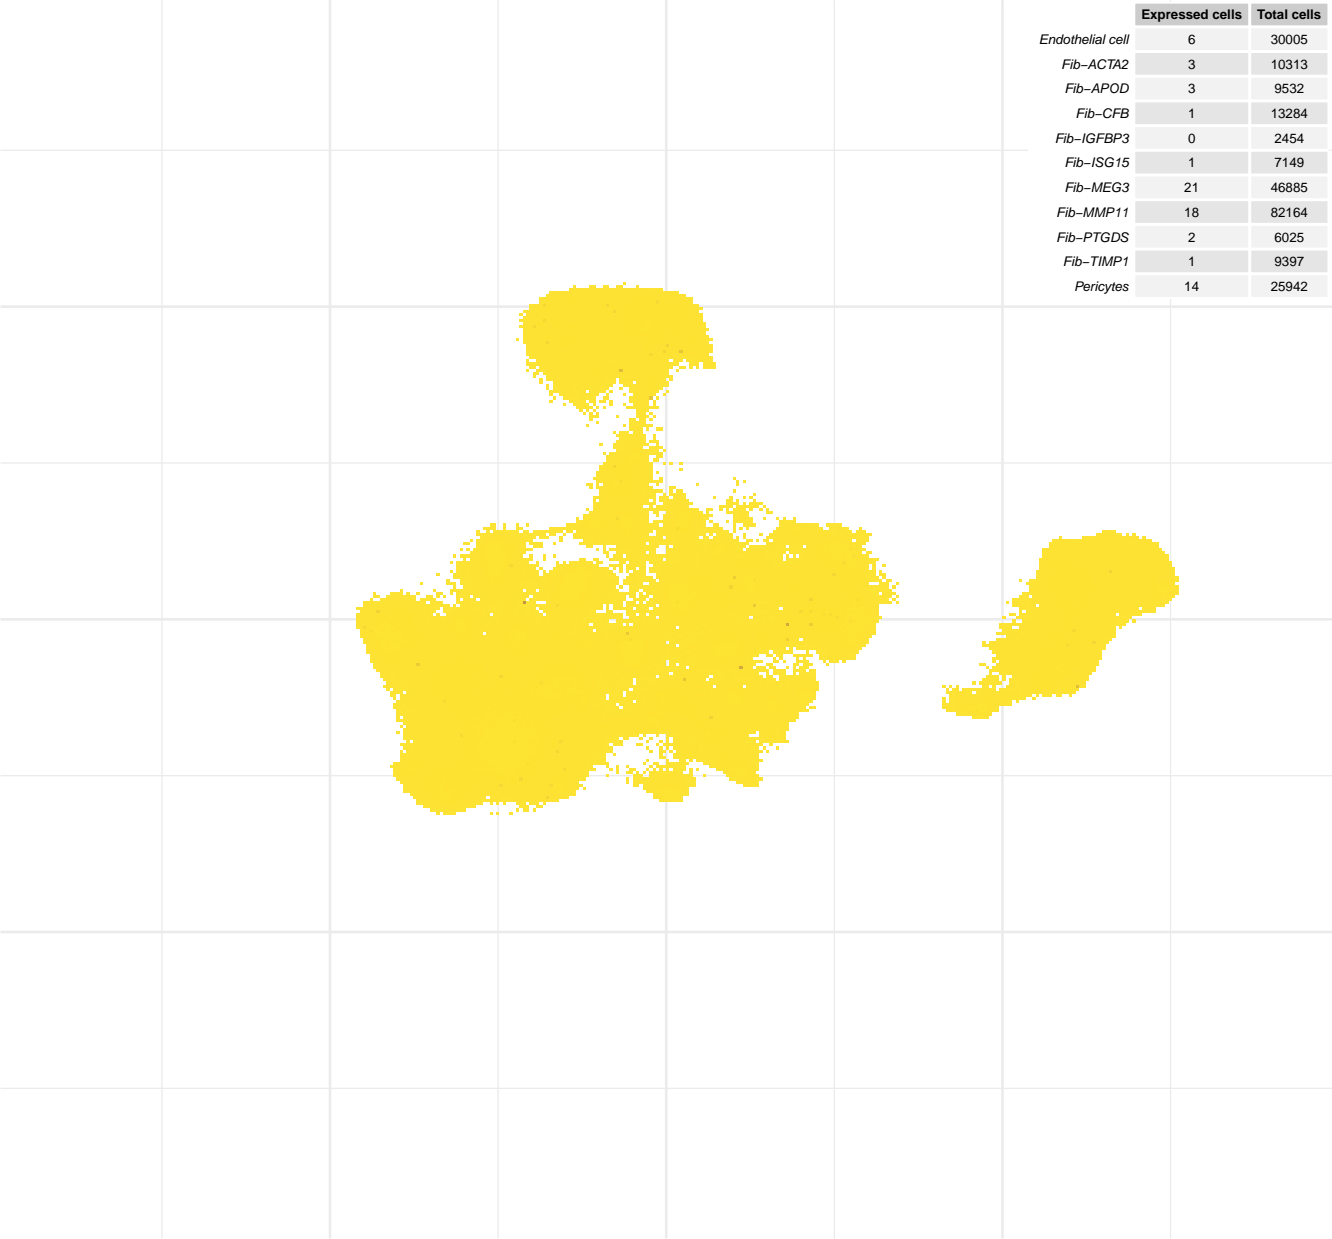 Expressed cells Total cells
Endothelial cell 6 30005
Fib−ACTA2 3 10313
Fib−APOD 3 9532
Fib−CFB 1 13284
Fib−IGFBP3 0 2454
Fib−ISG15 1 7149
Fib−MEG3 21 46885
Fib−MMP11 18 82164
Fib−PTGDS 2 6025
Fib−TIMP1 1 9397
Pericytes 14 25942